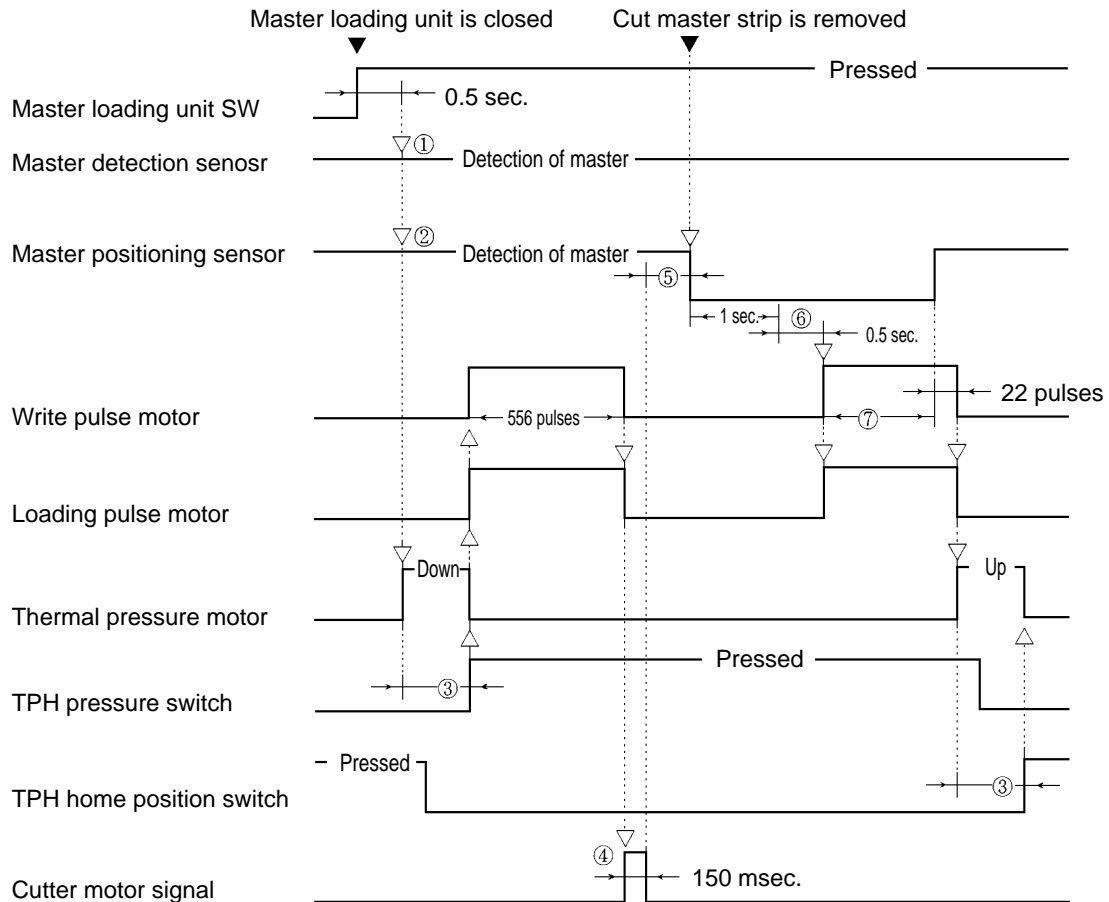 Master loading unit is closed
Cut master strip is removed
Pressed
Master loading unit SW
0.5 sec.
①
Master detection senosr
Detection of master
②
Master positioning sensor
Detection of master
⑤
1 sec.
⑥
0.5 sec.
Write pulse motor
556 pulses
⑦
22 pulses
Loading pulse motor
Down
Up
Thermal pressure motor
Pressed
③
TPH pressure switch
Pressed
TPH home position switch
③
④
Cutter motor signal
150 msec.